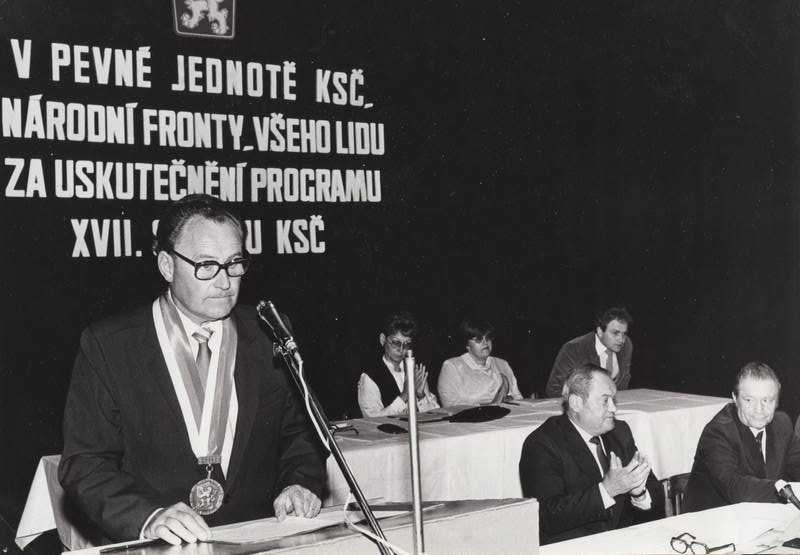 V PEVNÉ JEDNOTĚ KSČ,
NÁRODNÍ FRONTY, VŠEHO LIDU
ZA USKUTEČNĚNÍ PROGRAMU
XVII. KSČ